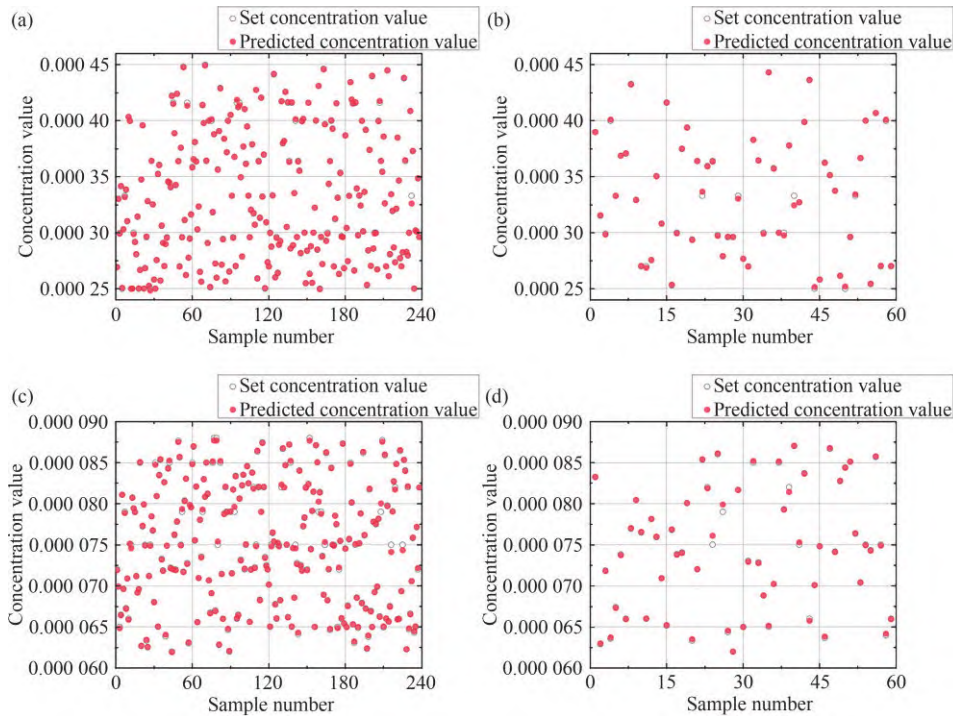 (a)
Set concentration value
Predicted concentration value
0.000 45
0.000 40
0.000 35
0.000 30
0.000 25
Concentration value
0 60 120 180 240
Sample number
(b)
Set concentration value
Predicted concentration value
0.000 45
0.000 40
0.000 35
0.000 30
0.000 25
Concentration value
0 15 30 45 60
Sample number
(c)
Set concentration value
Predicted concentration value
0.000 090
0.000 085
0.000 080
0.000 075
0.000 070
0.000 065
0.000 060
Concentration value
0 60 120 180 240
Sample number
(d)
Set concentration value
Predicted concentration value
0.000 090
0.000 085
0.000 080
0.000 075
0.000 070
0.000 065
0.000 060
Concentration value
0 15 30 45 60
Sample number